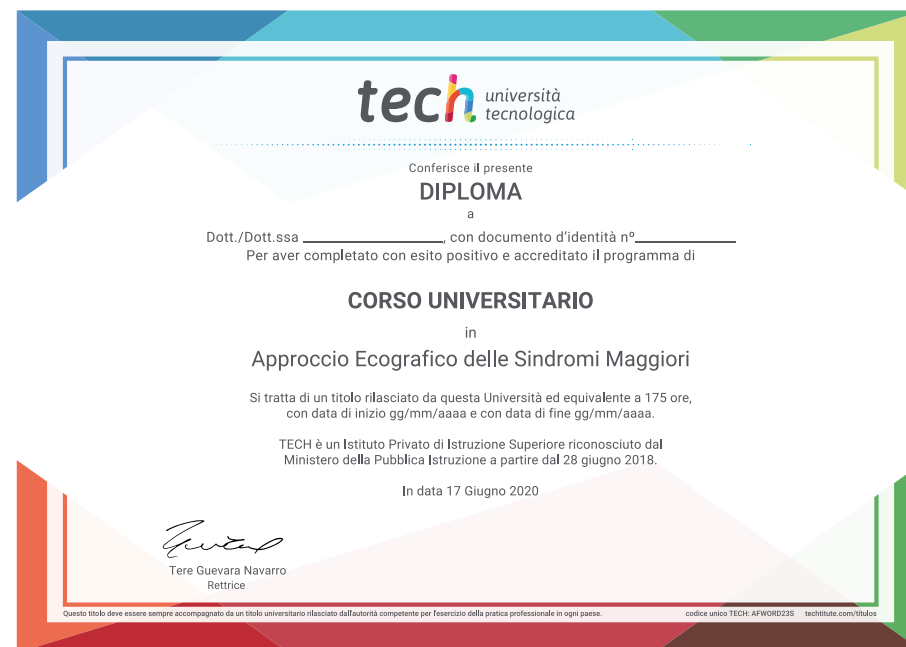 tech università
tecnologica
Conferisce il presente
DIPLOMA
a
Dott./Dott.ssa ________________, con documento d'identità nº____________
Per aver completato con esito positivo e accreditato il programma di
CORSO UNIVERSITARIO
in
Approccio Ecografico delle Sindromi Maggiori
Si tratta di un titolo rilasciato da questa Università ed equivalente a 175 ore,
con data di inizio gg/mm/aaaa e con data di fine gg/mm/aaaa.
TECH è un Istituto Privato di Istruzione Superiore riconosciuto dal
Ministero della Pubblica Istruzione a partire dal 28 giugno 2018.
In data 17 Giugno 2020
Tere Guevara Navarro
Rettrice
Questo titolo deve essere sempre accompagnato da un titolo universitario rilasciato dall'autorità competente per l'esercizio della pratica professionale in ogni paese. codice unico TECH: AFWORD23S techtitute.com/titulos